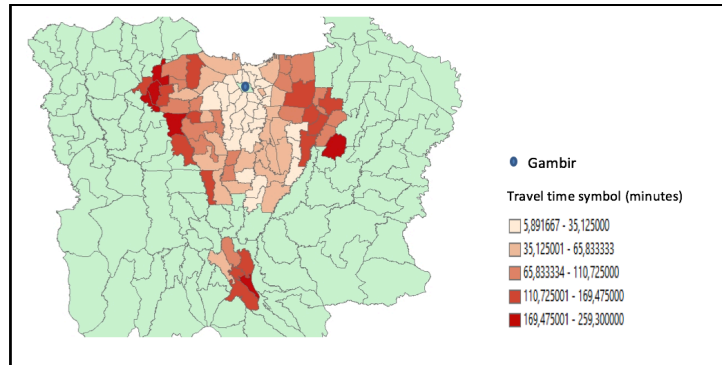 Gambir
Travel time symbol (minutes)
5,891667 - 35,125000
35,125001 - 65,833333
65,833334 - 110,725000
110,725001 - 169,475000
169,475001 - 259,300000